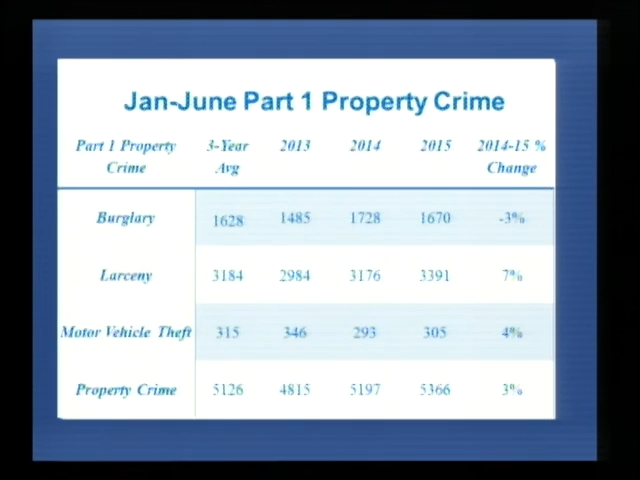 Jan-June Part 1 Property Crime
Part 1 Property Crime 3-Year Avg 2013 2014 2015 2014-15 % Change
Burglary 1628 1485 1728 1670 -3%
Larceny 3184 2984 3176 3391 7%
Motor Vehicle Theft 315 346 293 305 4%
Property Crime 5126 4815 5197 5366 3%